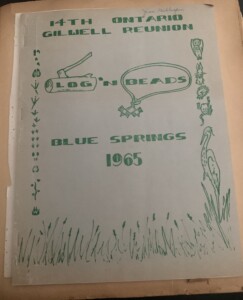 14TH ONTARIO
GILWELL REUNION
LOG 'N BEADS
BLUE SPRINGS
1965